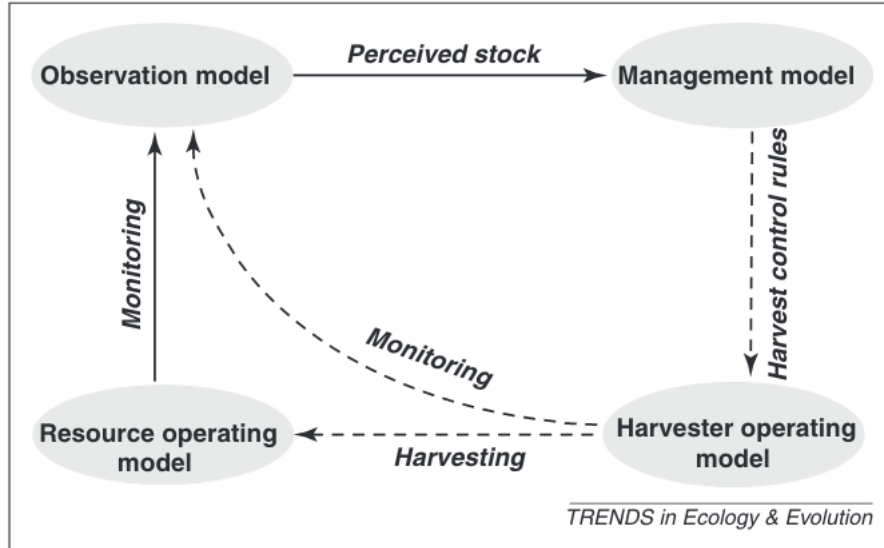 Perceived stock
Observation model
Management model
Monitoring
Harvest control rules
Monitoring
Resource operating
model
Harvesting
Harvester operating
model
TRENDS in Ecology & Evolution